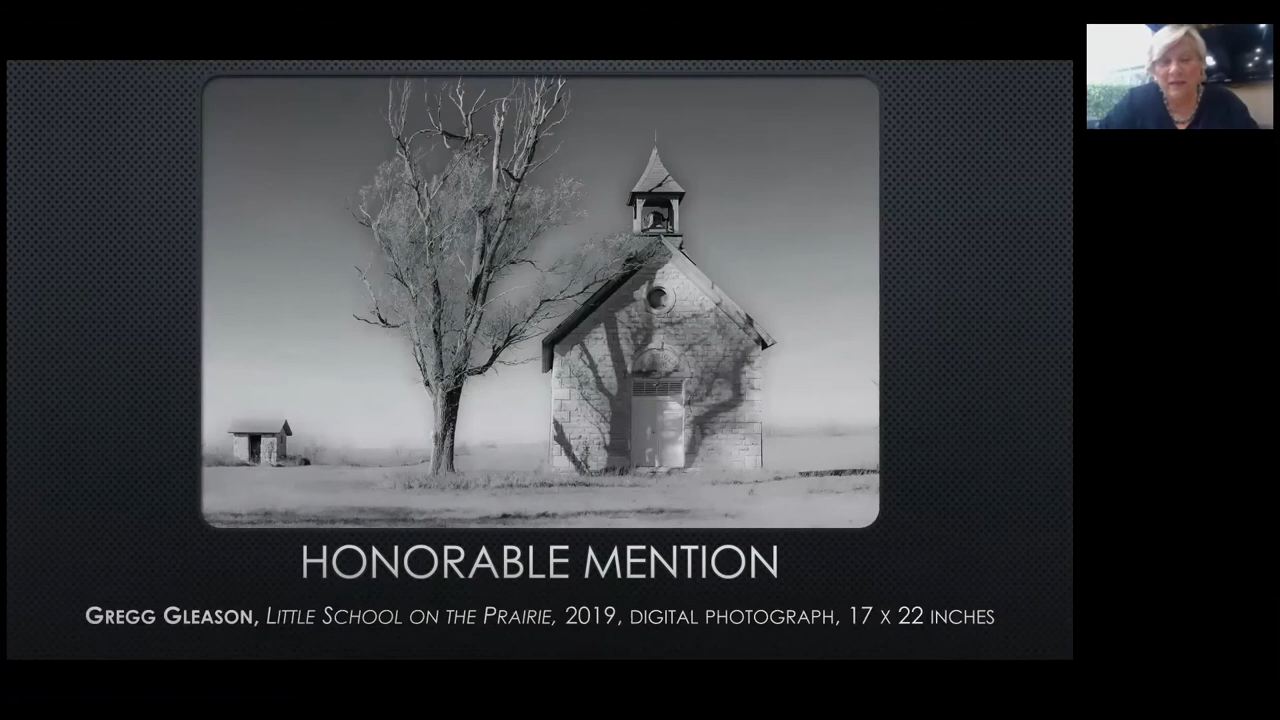 HONORABLE MENTION
GREGG GLEASON, LITTLE SCHOOL ON THE PRAIRIE, 2019, DIGITAL PHOTOGRAPH, 17 X 22 INCHES